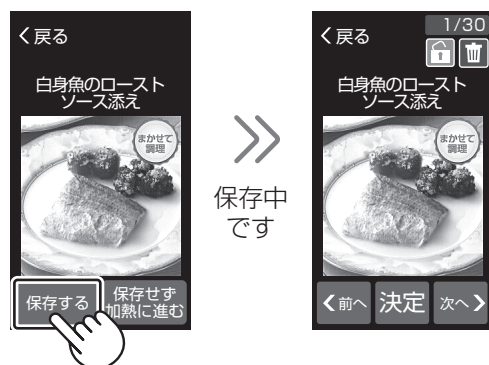 戻る
白身魚のロースト
ソース添え
まかせて
調理
保存する
保存せず
加熱に進む
保存中
です
戻る
1/30
白身魚のロースト
ソース添え
まかせて
調理
前へ
決定
次へ